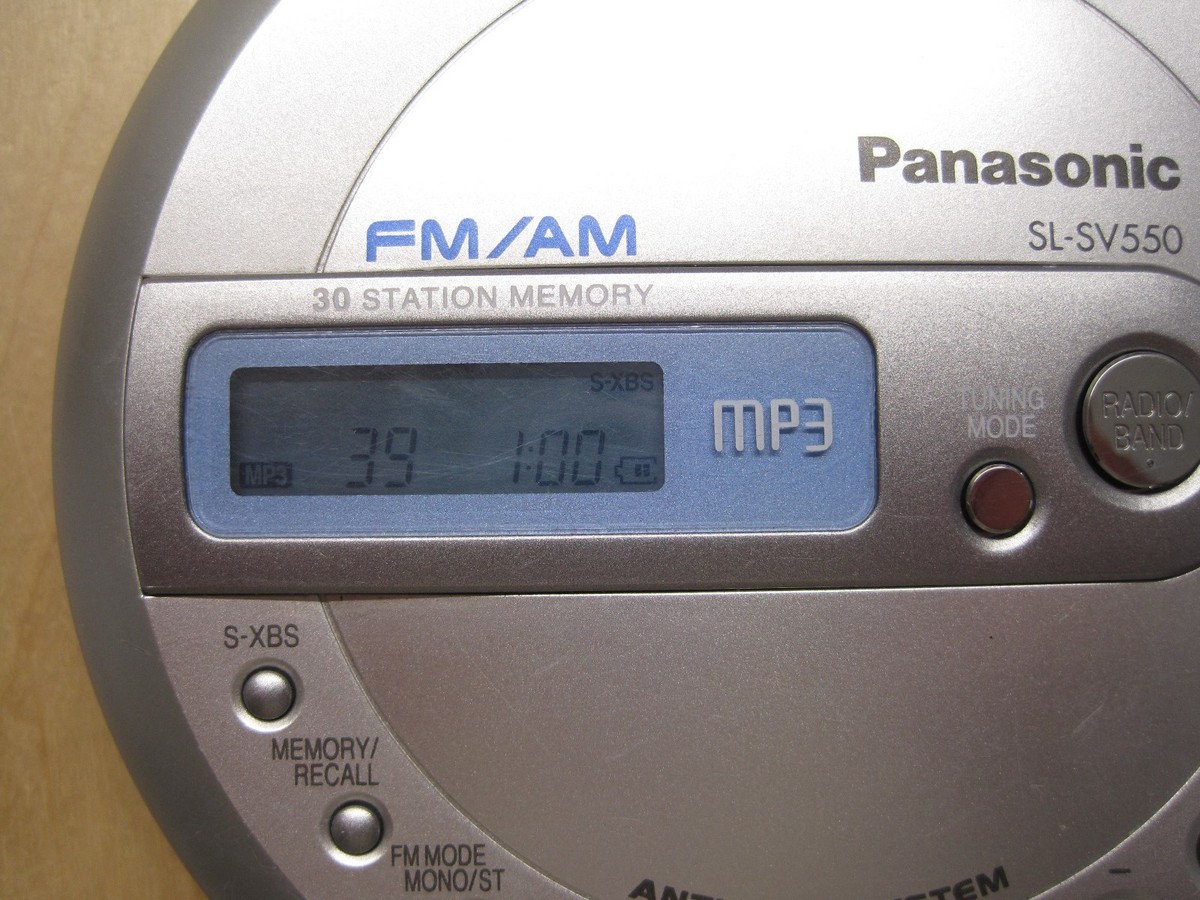 Panasonic
SL-SV550
FM/AM
30 STATION MEMORY
S-XBS
MP3 39 1:00
MP3
TUNING
MODE
RADIO/
BAND
S-XBS
MEMORY/
RECALL
FM MODE
MONO/ST